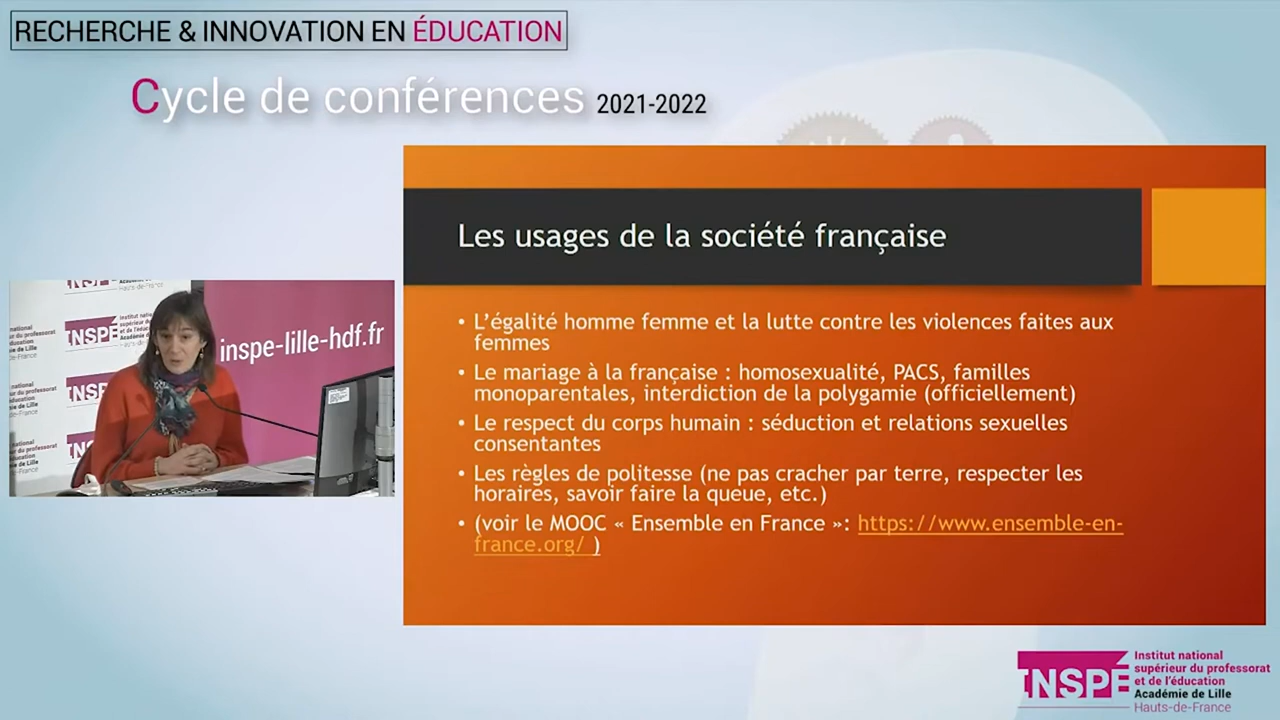 RECHERCHE & INNOVATION EN ÉDUCATION
Cycle de conférences 2021-2022
Les usages de la société française
• L'égalité homme femme et la lutte contre les violences faites aux
femmes
• Le mariage à la française : homosexualité, PACS, familles
monoparentales, interdiction de la polygamie (officiellement)
• Le respect du corps humain : séduction et relations sexuelles
consentantes
• Les règles de politesse (ne pas cracher par terre, respecter les
horaires, savoir faire la queue, etc.)
• (voir le MOOC « Ensemble en France »: https://www.ensemble-en-
france.org/ )
inspe-lille-hdf.fr
INSPÉ
Institut national
supérieur du professorat
et de l'éducation
Académie de Lille
Hauts-de-France